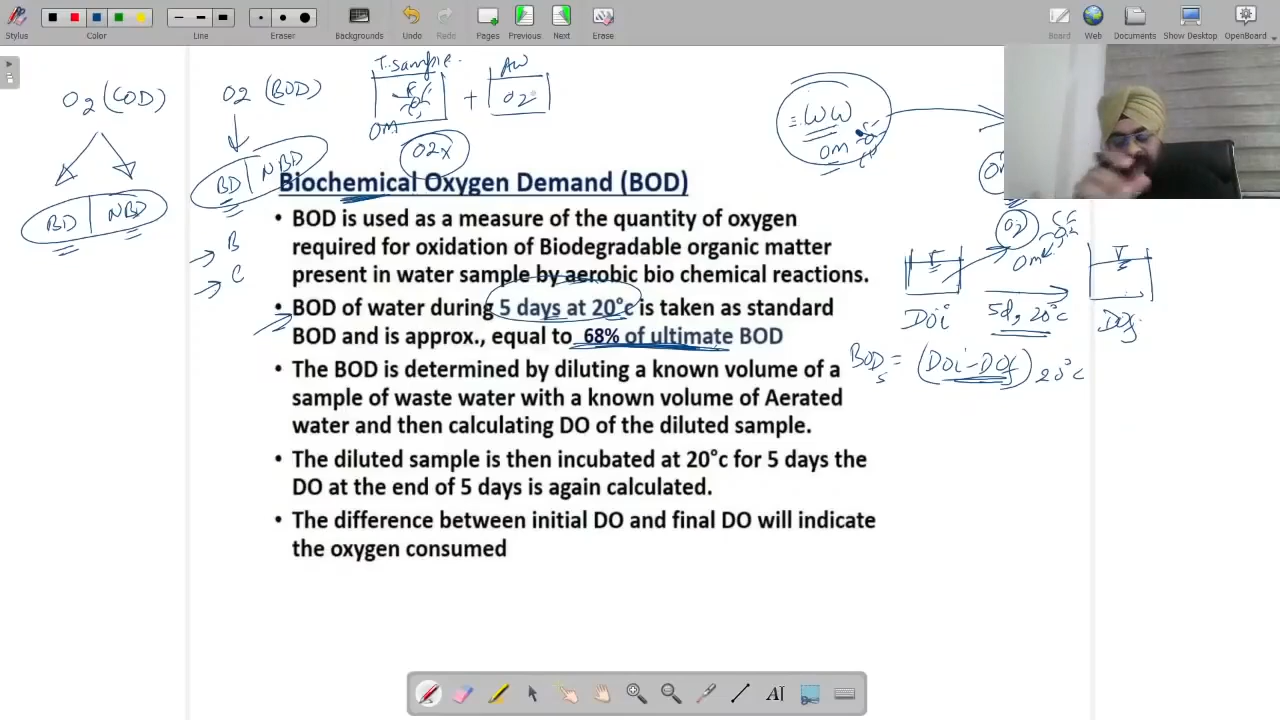 Stylus
Color
Line
Eraser
Backgrounds
Undo
Redo
Pages
Previous
Next
Erase
Board
Web
Documents
Show Desktop
OpenBoard
O2 (COD)
BD | NBD
O2 (BOD)
BD | NBD
B
C
T.sample
OM
+
AW
O2
O2X
WW
OM
Biochemical Oxygen Demand (BOD)
• BOD is used as a measure of the quantity of oxygen
required for oxidation of Biodegradable organic matter
present in water sample by aerobic bio chemical reactions.
• BOD of water during 5 days at 20°c is taken as standard
BOD and is approx., equal to 68% of ultimate BOD
• The BOD is determined by diluting a known volume of a
sample of waste water with a known volume of Aerated
water and then calculating DO of the diluted sample.
• The diluted sample is then incubated at 20°c for 5 days the
DO at the end of 5 days is again calculated.
• The difference between initial DO and final DO will indicate
the oxygen consumed
O2
OM
DOi
5d, 20°C
DOf
BOD5 = (DOi-DOf) 20°C
AI